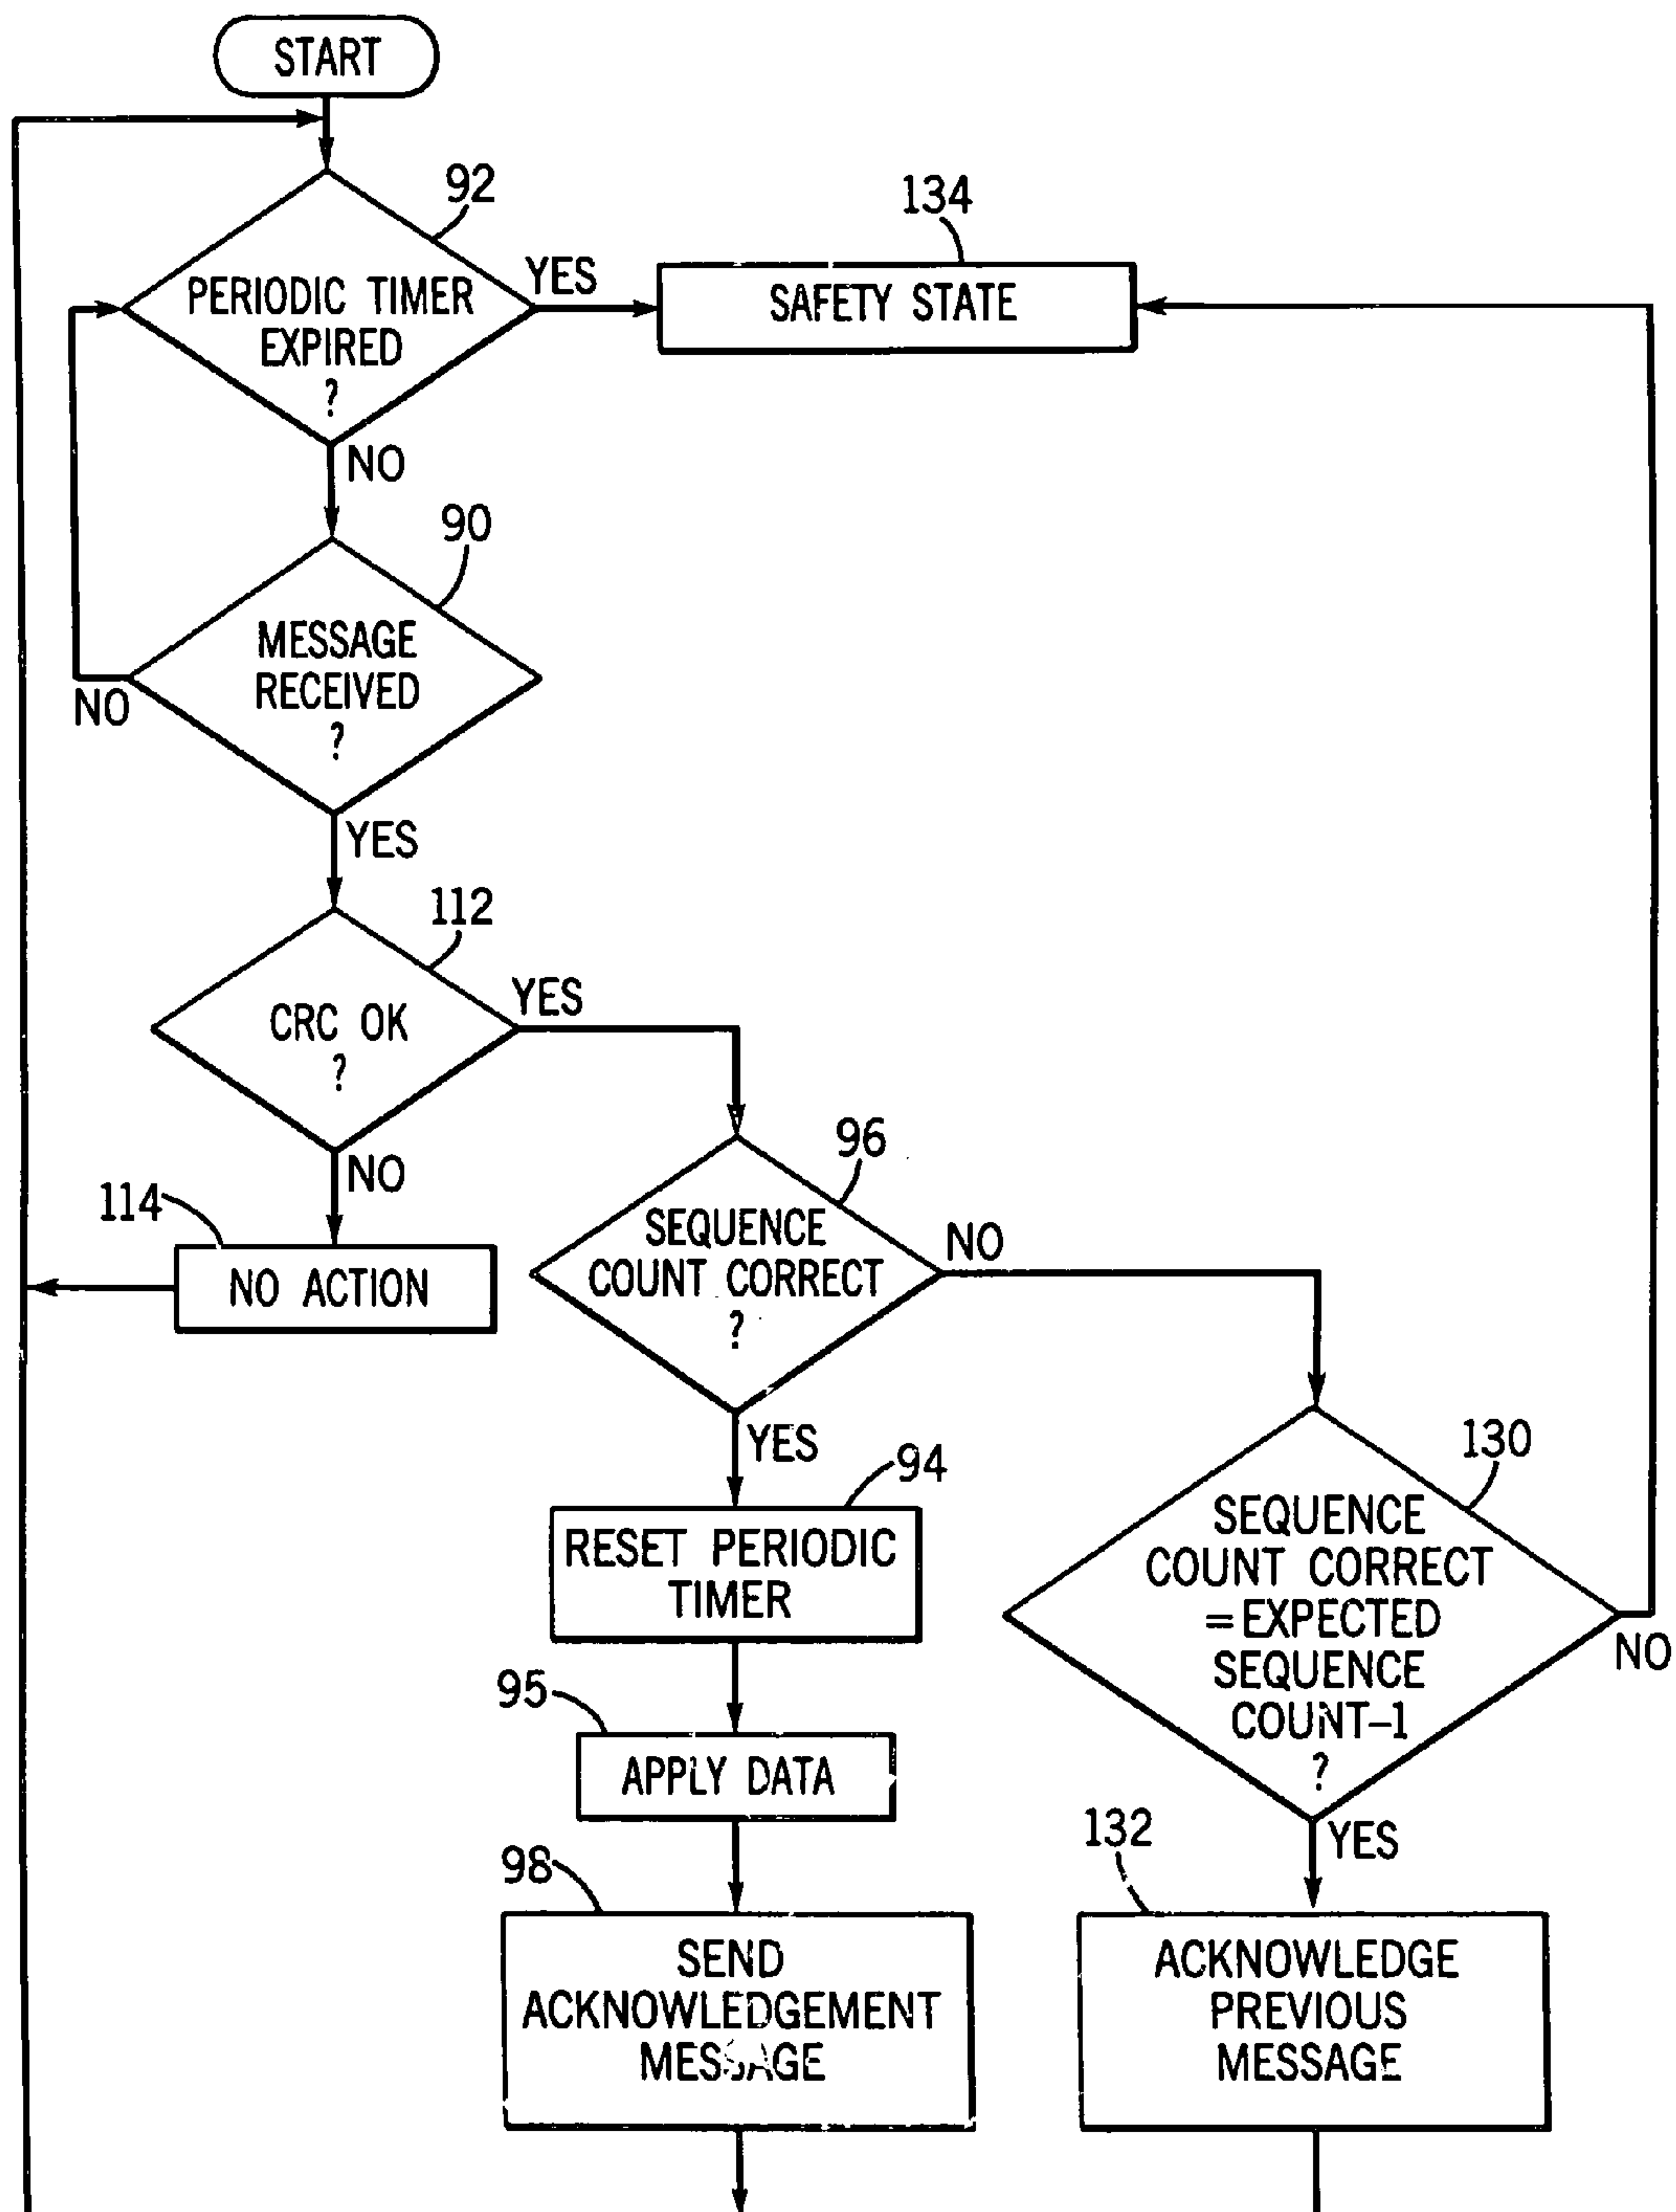 START
92
PERIODIC TIMER
EXPIRED
?
YES
134
SAFETY STATE
NO
90
MESSAGE
RECEIVED
?
NO
YES
112
CRC OK
?
YES
NO
114
NO ACTION
96
SEQUENCE
COUNT CORRECT
?
NO
YES
94
RESET PERIODIC
TIMER
130
SEQUENCE
COUNT CORRECT
=EXPECTED
SEQUENCE
COUNT-1
?
NO
YES
95
APPLY DATA
98
SEND
ACKNOWLEDGEMENT
MESSAGE
132
ACKNOWLEDGE
PREVIOUS
MESSAGE